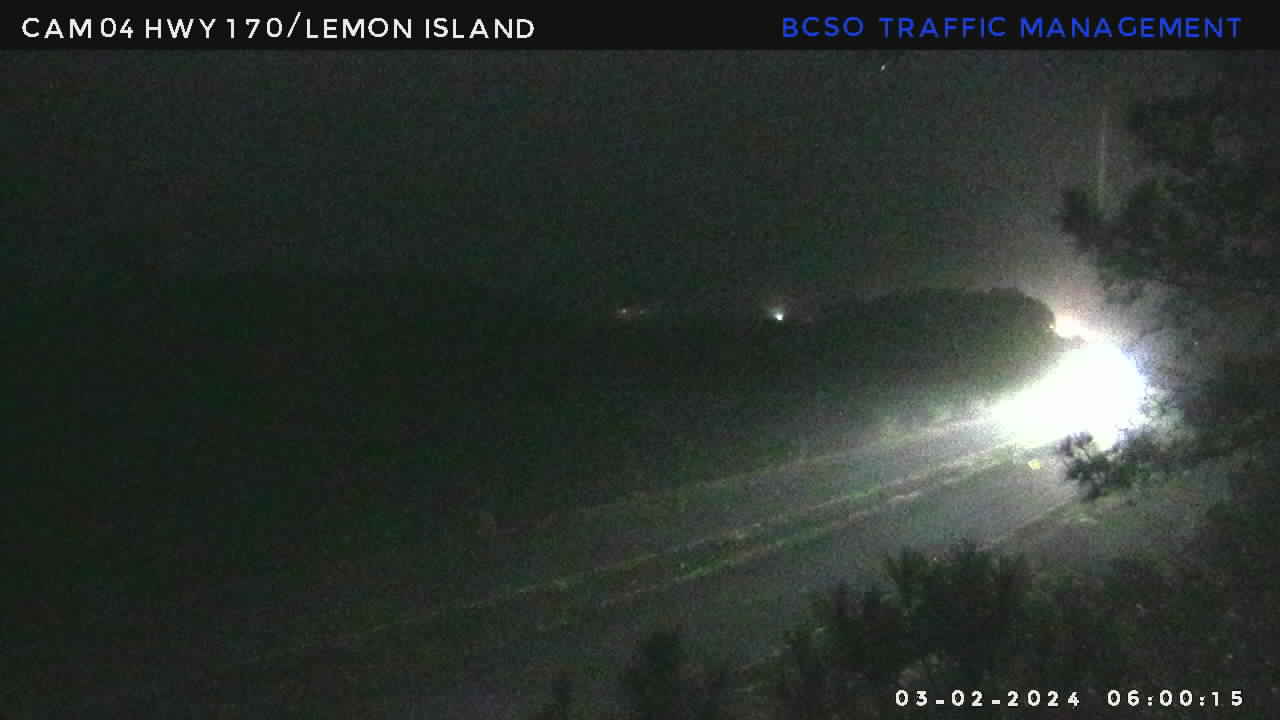 CAM04 HWY 170/LEMON ISLAND
BCSO TRAFFIC MANAGEMENT
03-02-2024 06:00:15